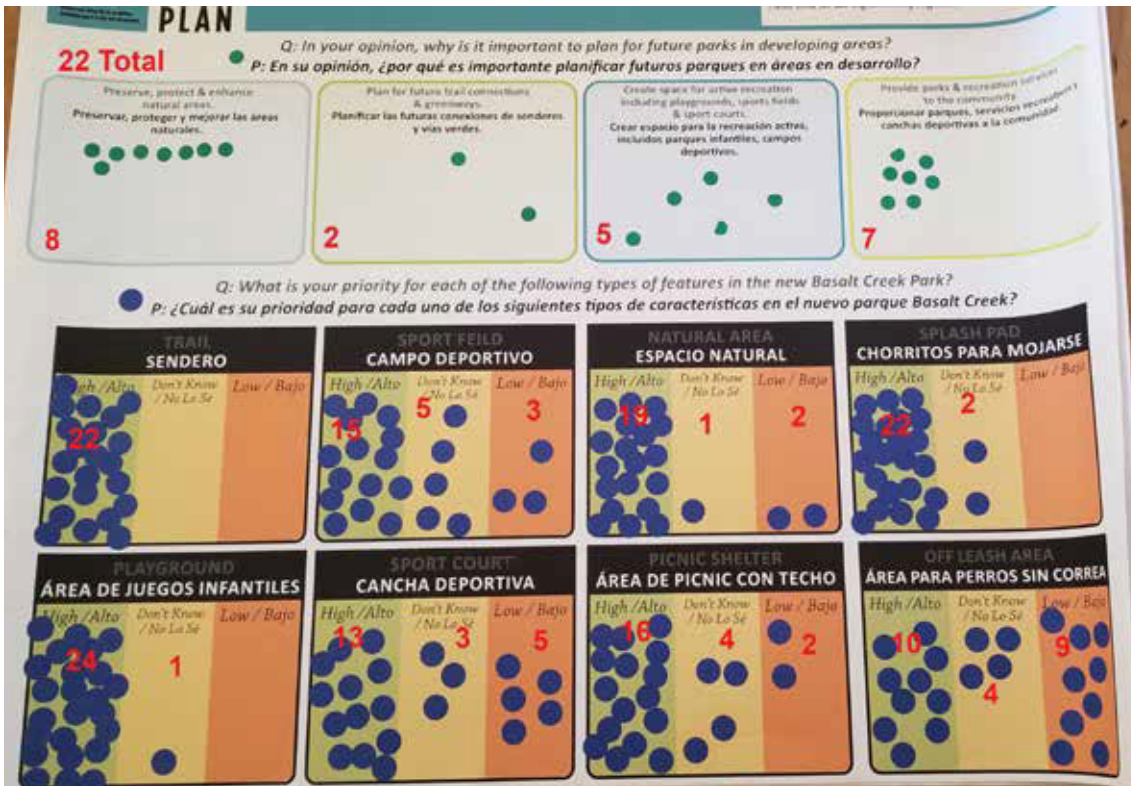 PLAN
22 Total
Q: In your opinion, why is it important to plan for future parks in developing areas?
P: En su opinión, ¿por qué es importante planificar futuros parques en áreas en desarrollo?
Preserve, protect & enhance
natural areas.
Preservar, proteger y mejorar las áreas
naturales.
8
Plan for future trail connections
& greenways.
Planificar las futuras conexiones de senderos
y vías verdes.
2
Create space for active recreation
including playgrounds, sports fields
& sport courts.
Crear espacio para la recreación activa,
incluidos parques infantiles, campos
deportivos.
5
Provide parks & recreation services
to the community
Proporcionar parques, servicios recreation't
conchas deportivas a la comunidad
7
Q: What is your priority for each of the following types of features in the new Basalt Creek Park?
P: ¿Cuál es su prioridad para cada uno de los siguientes tipos de características en el nuevo parque Basalt Creek?
TRAIL
SENDERO
High /Alto
Don't Know
/ No Lo Sé
Low / Bajo
22
SPORT FEILD
CAMPO DEPORTIVO
High /Alto
Don't Know
/ No Lo Sé
Low / Bajo
15
5
3
NATURAL AREA
ESPACIO NATURAL
High /Alto
Don't Know
/ No Lo Sé
Low / Bajo
19
1
2
SPLASH PAD
CHORRITOS PARA MOJARSE
High /Alto
Don't Know
/ No Lo Sé
Low / Bajo
22
2
PLAYGROUND
ÁREA DE JUEGOS INFANTILES
High /Alto
Don't Know
/ No Lo Sé
Low / Bajo
24
1
SPORT COURT
CANCHA DEPORTIVA
High /Alto
Don't Know
/ No Lo Sé
Low / Bajo
13
3
5
PICNIC SHELTER
ÁREA DE PICNIC CON TECHO
High /Alto
Don't Know
/ No Lo Sé
Low / Bajo
16
4
2
OFF LEASH AREA
ÁREA PARA PERROS SIN CORREA
High /Alto
Don't Know
/ No Lo Sé
Low / Bajo
10
4
9